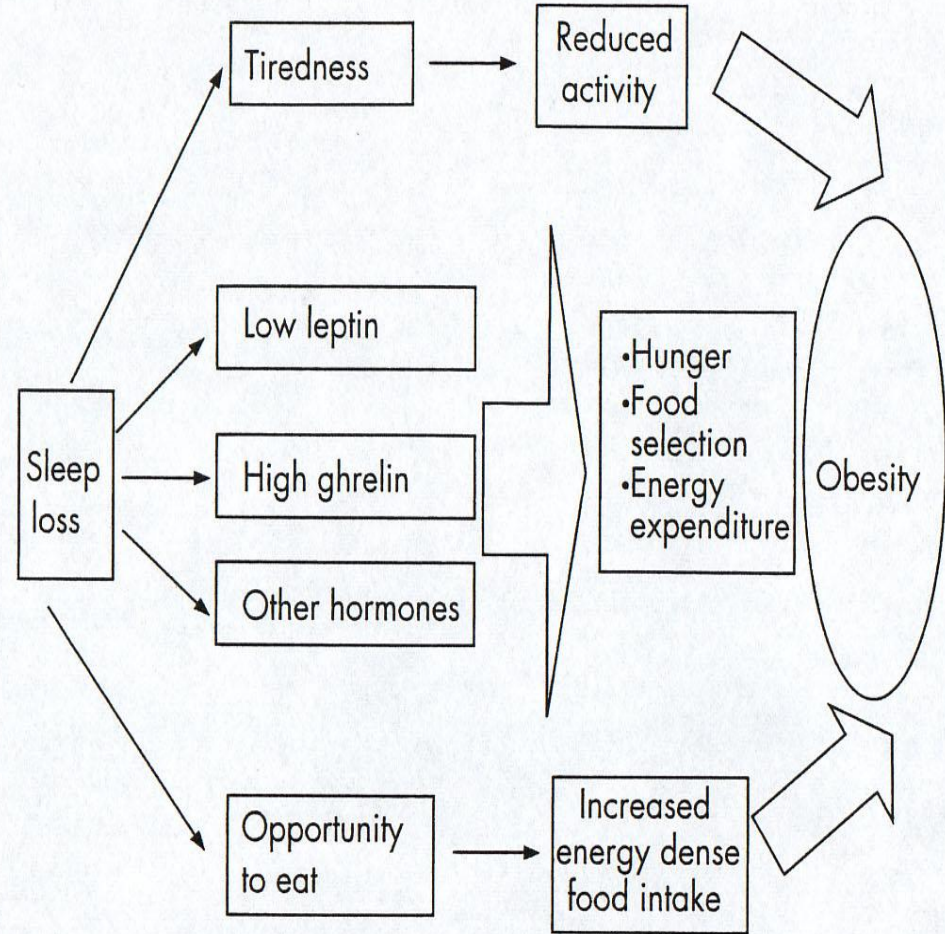 Tiredness
Reduced
activity
Low leptin
High ghrelin
Other hormones
Sleep
loss
•Hunger
•Food
selection
•Energy
expenditure
Obesity
Opportunity
to eat
Increased
energy dense
food intake